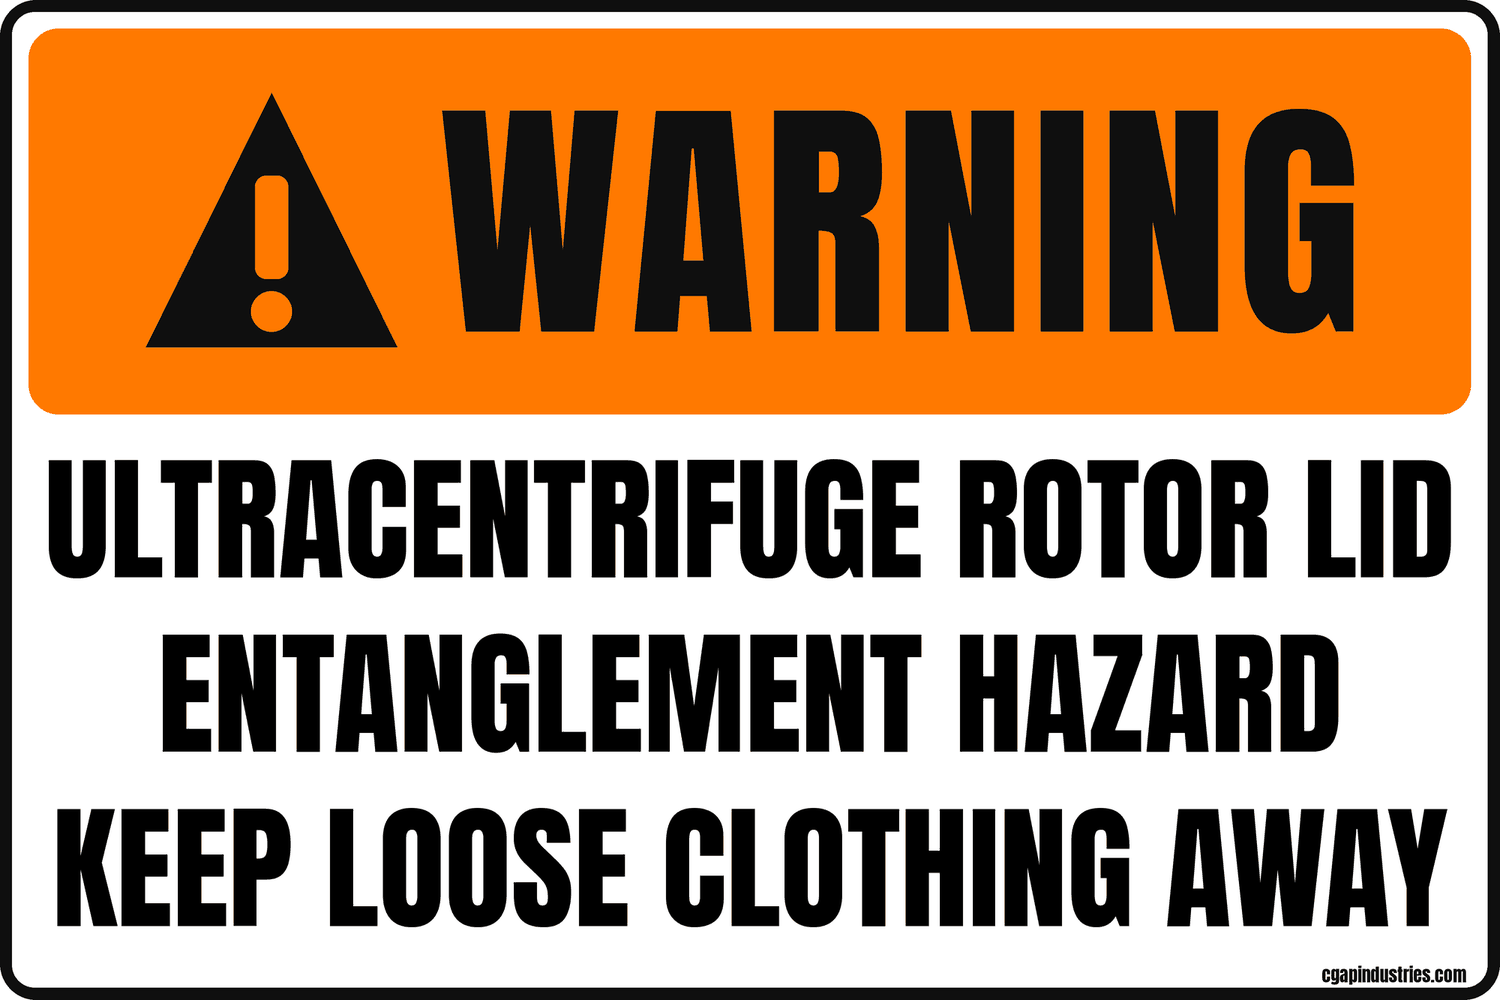 WARNING
ULTRACENTRIFUGE ROTOR LID
ENTANGLEMENT HAZARD
KEEP LOOSE CLOTHING AWAY
cgapindustries.com